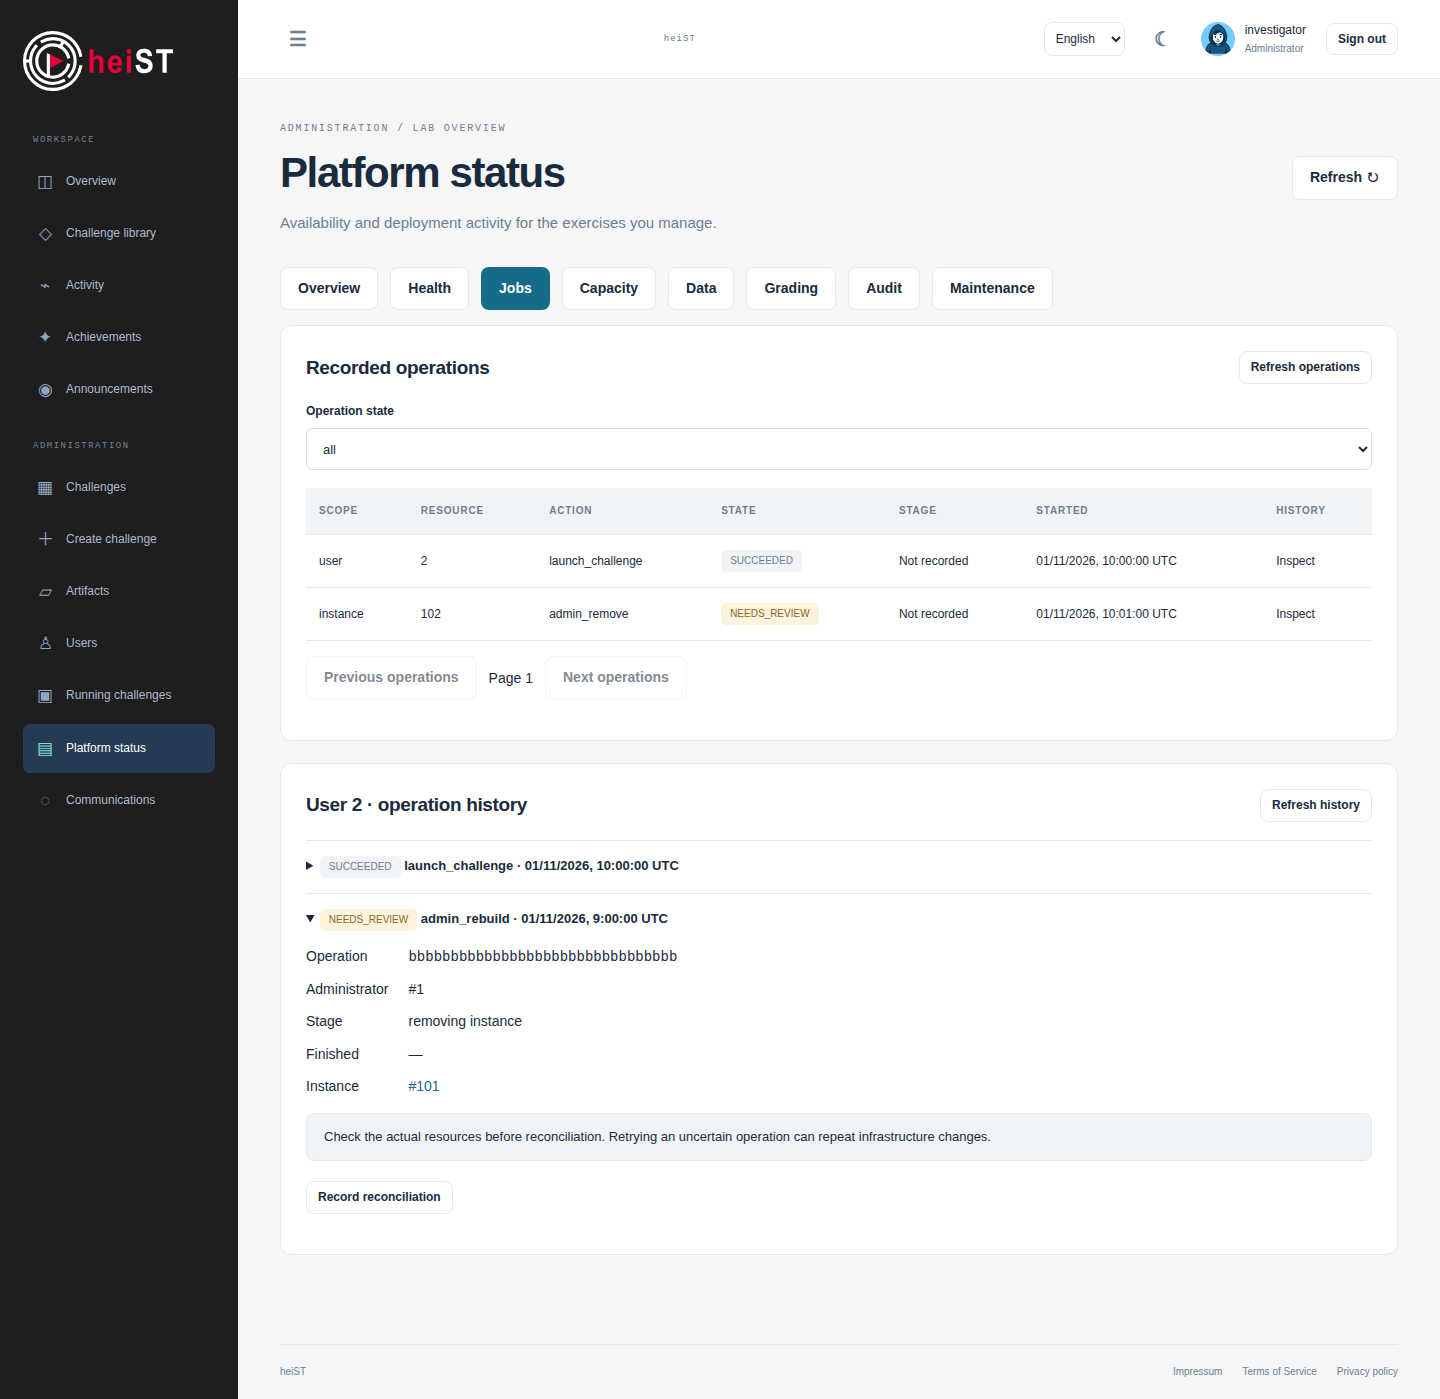 heiST
WORKSPACE
Overview
Challenge library
Activity
Achievements
Announcements
ADMINISTRATION
Challenges
Create challenge
Artifacts
Users
Running challenges
Platform status
Communications
heiST
English
investigator
Administrator
Sign out
ADMINISTRATION / LAB OVERVIEW
Platform status
Refresh ↻
Availability and deployment activity for the exercises you manage.
Overview Health Jobs Capacity Data Grading Audit Maintenance
Recorded operations
Refresh operations
Operation state
all
SCOPE RESOURCE ACTION STATE STAGE STARTED HISTORY
user 2 launch_challenge SUCCEEDED Not recorded 01/11/2026, 10:00:00 UTC Inspect
instance 102 admin_remove NEEDS_REVIEW Not recorded 01/11/2026, 10:01:00 UTC Inspect
Previous operations Page 1 Next operations
User 2 · operation history
Refresh history
SUCCEEDED launch_challenge · 01/11/2026, 10:00:00 UTC
NEEDS_REVIEW admin_rebuild · 01/11/2026, 9:00:00 UTC
Operation bbbbbbbbbbbbbbbbbbbbbbbbbbbbbbbb
Administrator #1
Stage removing instance
Finished —
Instance #101
Check the actual resources before reconciliation. Retrying an uncertain operation can repeat infrastructure changes.
Record reconciliation
heiST
Impressum Terms of Service Privacy policy